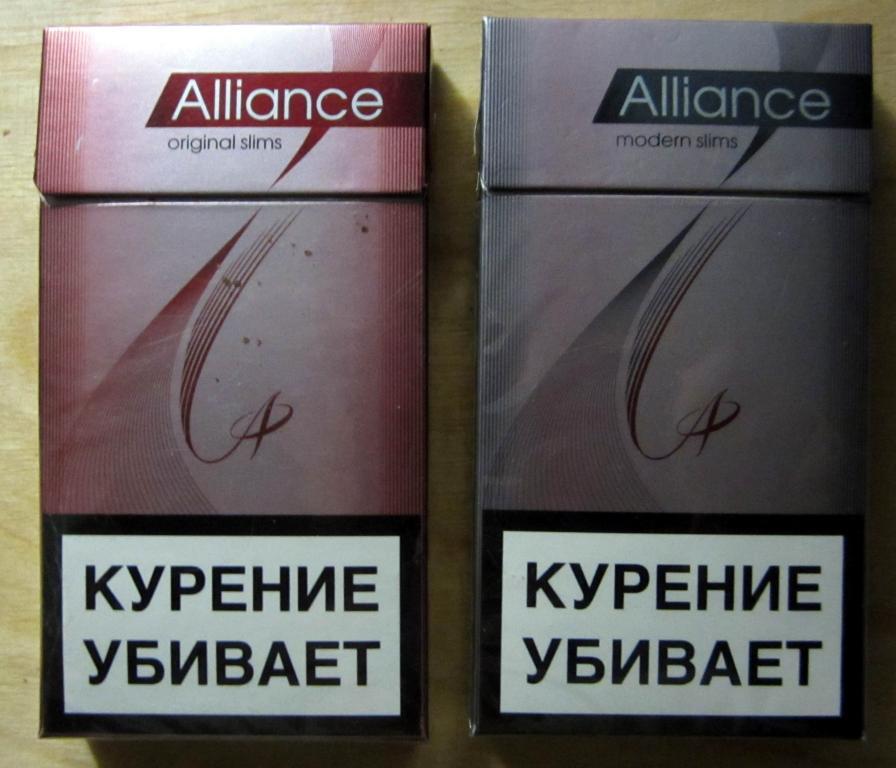 Alliance
original slims
КУРЕНИЕ
УБИВАЕТ
Alliance
modern slims
КУРЕНИЕ
УБИВАЕТ